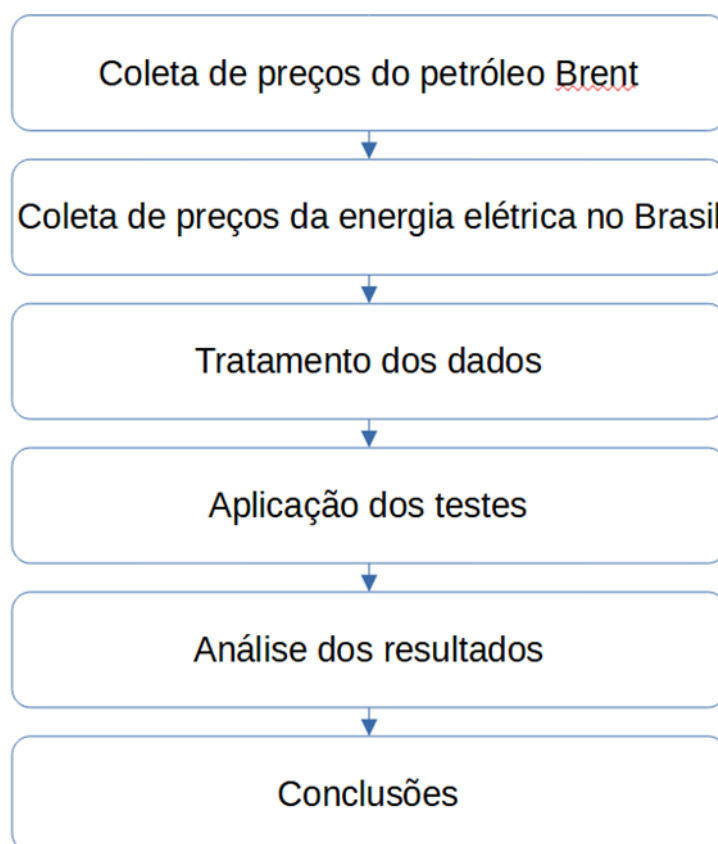 Coleta de preços do petróleo Brent
Coleta de preços da energia elétrica no Brasil
Tratamento dos dados
Aplicação dos testes
Análise dos resultados
Conclusões